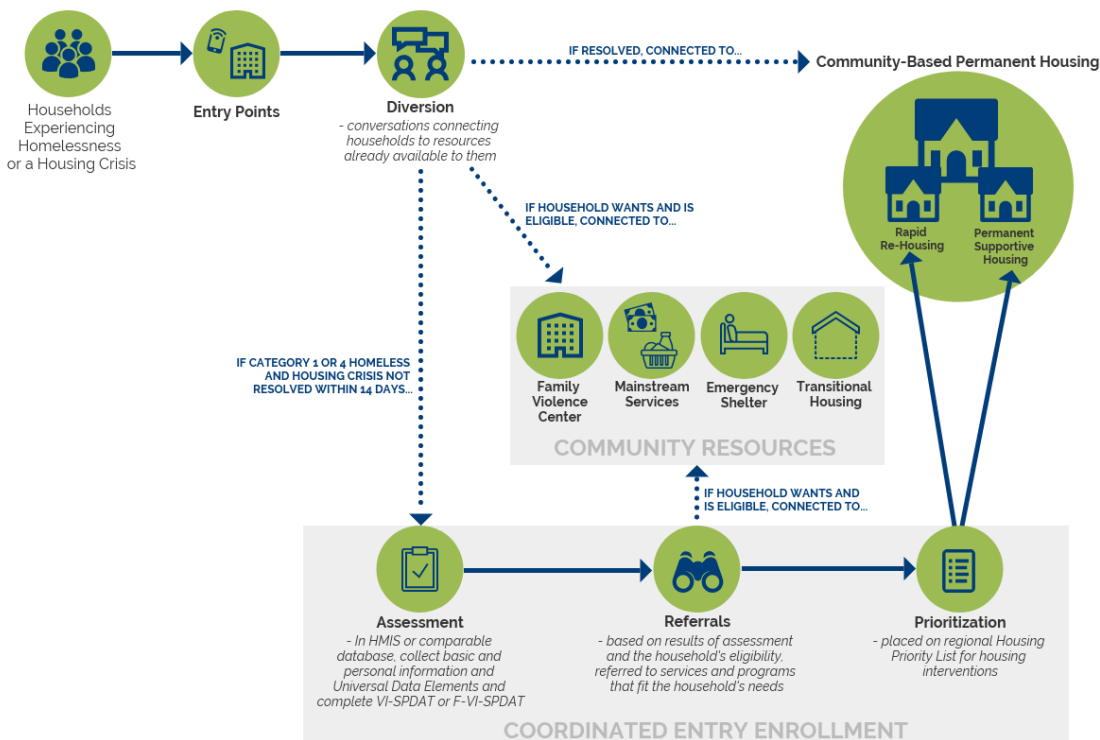 Households
Experiencing
Homelessness
or a Housing Crisis
Entry Points
Diversion
- conversations connecting
households to resources
already available to them
IF RESOLVED, CONNECTED TO...
Community-Based Permanent Housing
Rapid
Re-Housing
Permanent
Supportive
Housing
IF HOUSEHOLD WANTS AND IS
ELIGIBLE, CONNECTED TO...
IF CATEGORY 1 OR 4 HOMELESS
AND HOUSING CRISIS NOT
RESOLVED WITHIN 14 DAYS...
Family
Violence
Center
Mainstream
Services
Emergency
Shelter
Transitional
Housing
COMMUNITY RESOURCES
IF HOUSEHOLD WANTS AND
IS ELIGIBLE, CONNECTED TO...
Assessment
- In HMIS or comparable
database, collect basic and
personal information and
Universal Data Elements and
complete VI-SPDAT or F-VI-SPDAT
Referrals
- based on results of assessment
and the household's eligibility,
referred to services and programs
that fit the household's needs
Prioritization
- placed on regional Housing
Priority List for housing
interventions
COORDINATED ENTRY ENROLLMENT